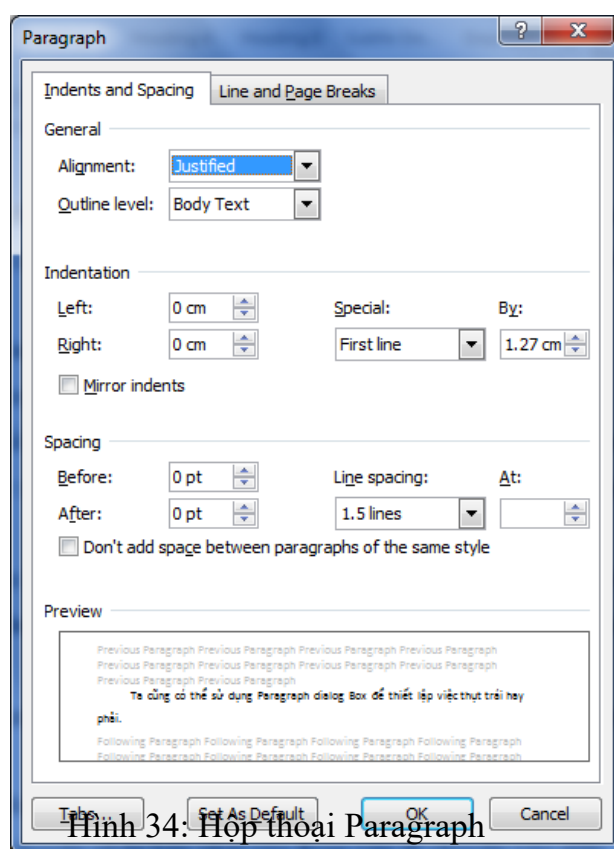 Paragraph
Indents and Spacing Line and Page Breaks
General
Alignment: Justified
Outline level: Body Text
Indentation
Left: 0 cm Special: By:
Right: 0 cm First line 1.27 cm
Mirror indents
Spacing
Before: 0 pt Line spacing: At:
After: 0 pt 1.5 lines
Don't add space between paragraphs of the same style
Preview
Previous Paragraph Previous Paragraph Previous Paragraph Previous Paragraph
Previous Paragraph Previous Paragraph Previous Paragraph Previous Paragraph
Previous Paragraph Previous Paragraph
Ta cũng có thể sử dụng Paragraph dialog Box để thiết lập việc thụt trái hay
phải.
Following Paragraph Following Paragraph Following Paragraph Following Paragraph
Following Paragraph Following Paragraph Following Paragraph Following Paragraph
Tabs... Set As Default OK Cancel
Hình 34: Hộp thoại Paragraph